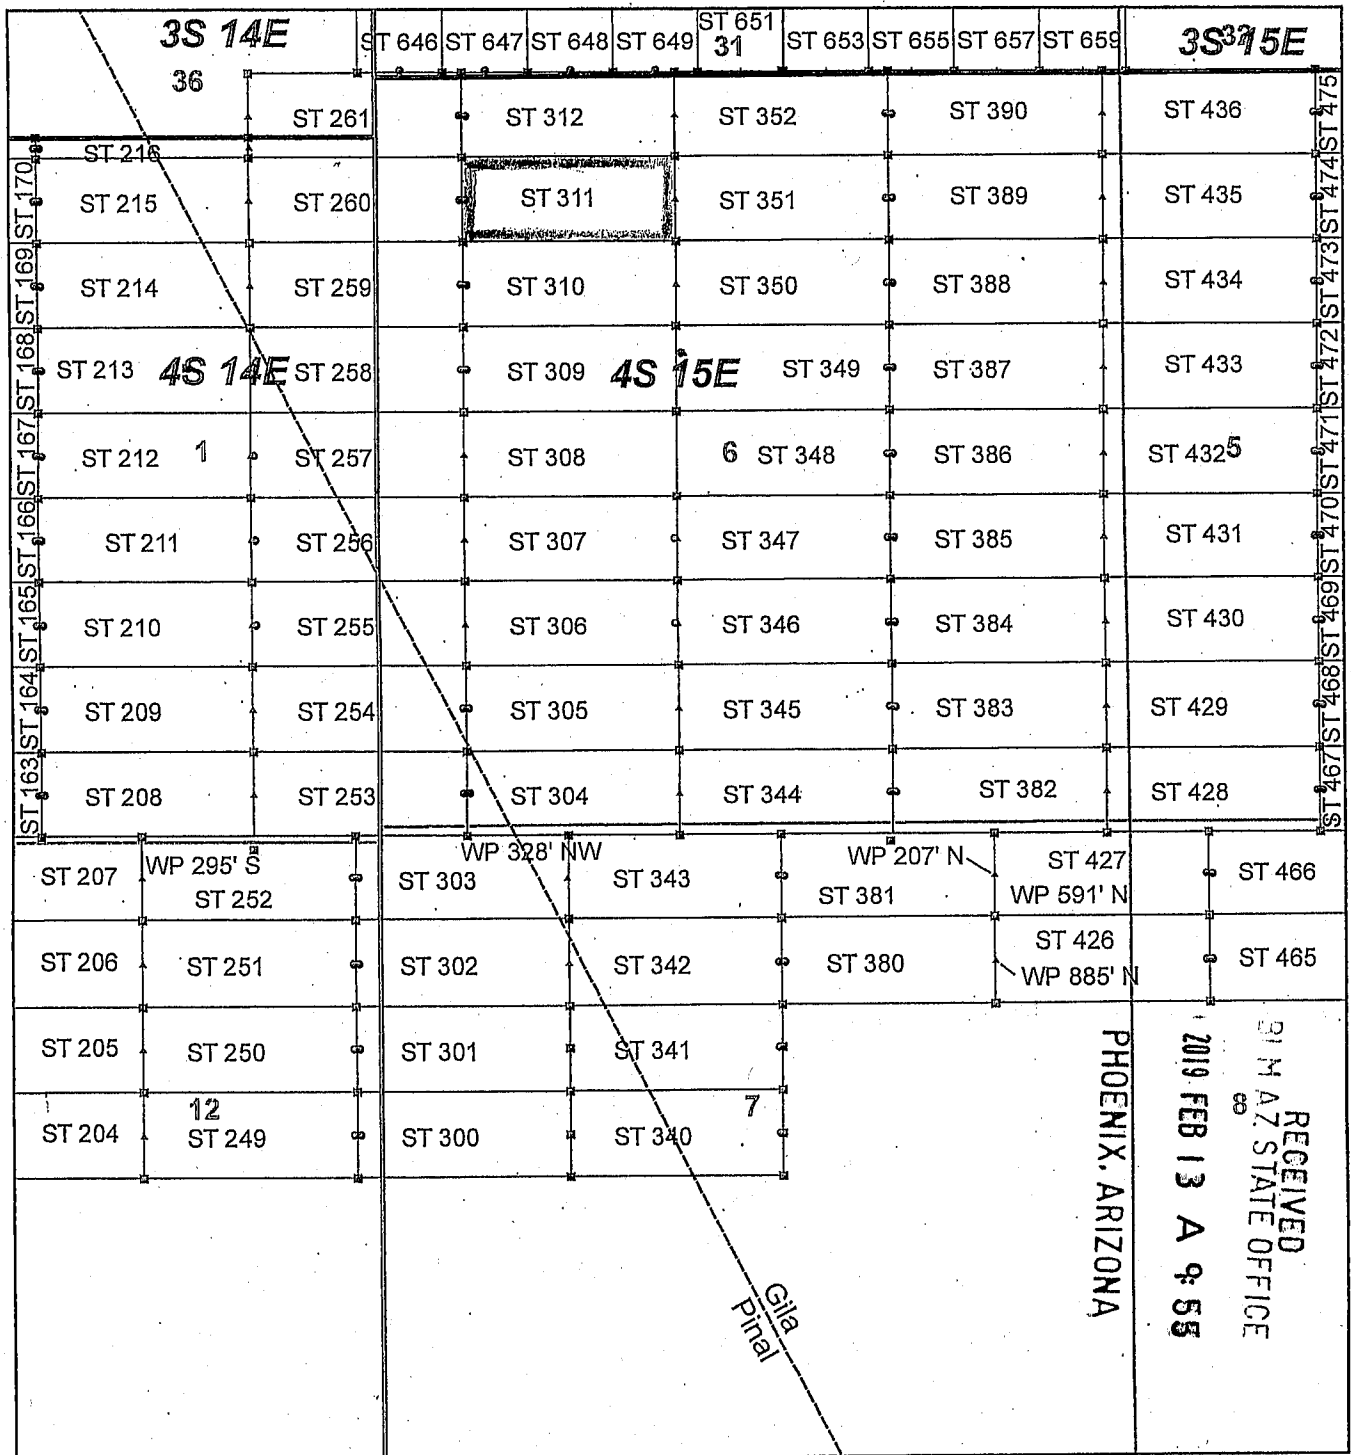 3S 14E
ST 646 ST 647 ST 648 ST 649 ST 651 ST 653 ST 655 ST 657 ST 659
31
3S 15E
32
36
ST 261 ST 312 ST 352 ST 390 ST 436 ST 475
ST 216
ST 170 ST 215 ST 260 ST 311 ST 351 ST 389 ST 435 ST 474
ST 169 ST 214 ST 259 ST 310 ST 350 ST 388 ST 434 ST 473
ST 168 ST 213 4S 14E ST 258 ST 309 4S 15E ST 349 ST 387 ST 433 ST 472
ST 167 ST 212 1 ST 257 ST 308 6 ST 348 ST 386 ST 432 5 ST 471
ST 166 ST 211 ST 256 ST 307 ST 347 ST 385 ST 431 ST 470
ST 165 ST 210 ST 255 ST 306 ST 346 ST 384 ST 430 ST 469
ST 164 ST 209 ST 254 ST 305 ST 345 ST 383 ST 429 ST 468
ST 163 ST 208 ST 253 ST 304 ST 344 ST 382 ST 428 ST 467
WP 295' S WP 328' NW WP 207' N
ST 207 ST 252 ST 303 ST 343 ST 381 ST 427 ST 466
WP 591' N
ST 206 ST 251 ST 302 ST 342 ST 380 ST 426 ST 465
WP 885' N
ST 205 ST 250 ST 301 ST 341
12 7 8
ST 204 ST 249 ST 300 ST 340
Gila
Pinal
RECEIVED
BLM AZ STATE OFFICE
2019 FEB 13 A 9:55
PHOENIX, ARIZONA